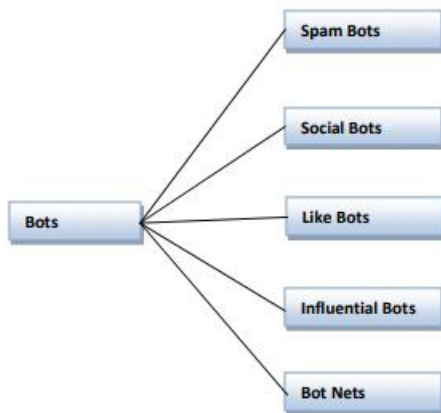 Spam Bots
Social Bots
Bots
Like Bots
Influential Bots
Bot Nets